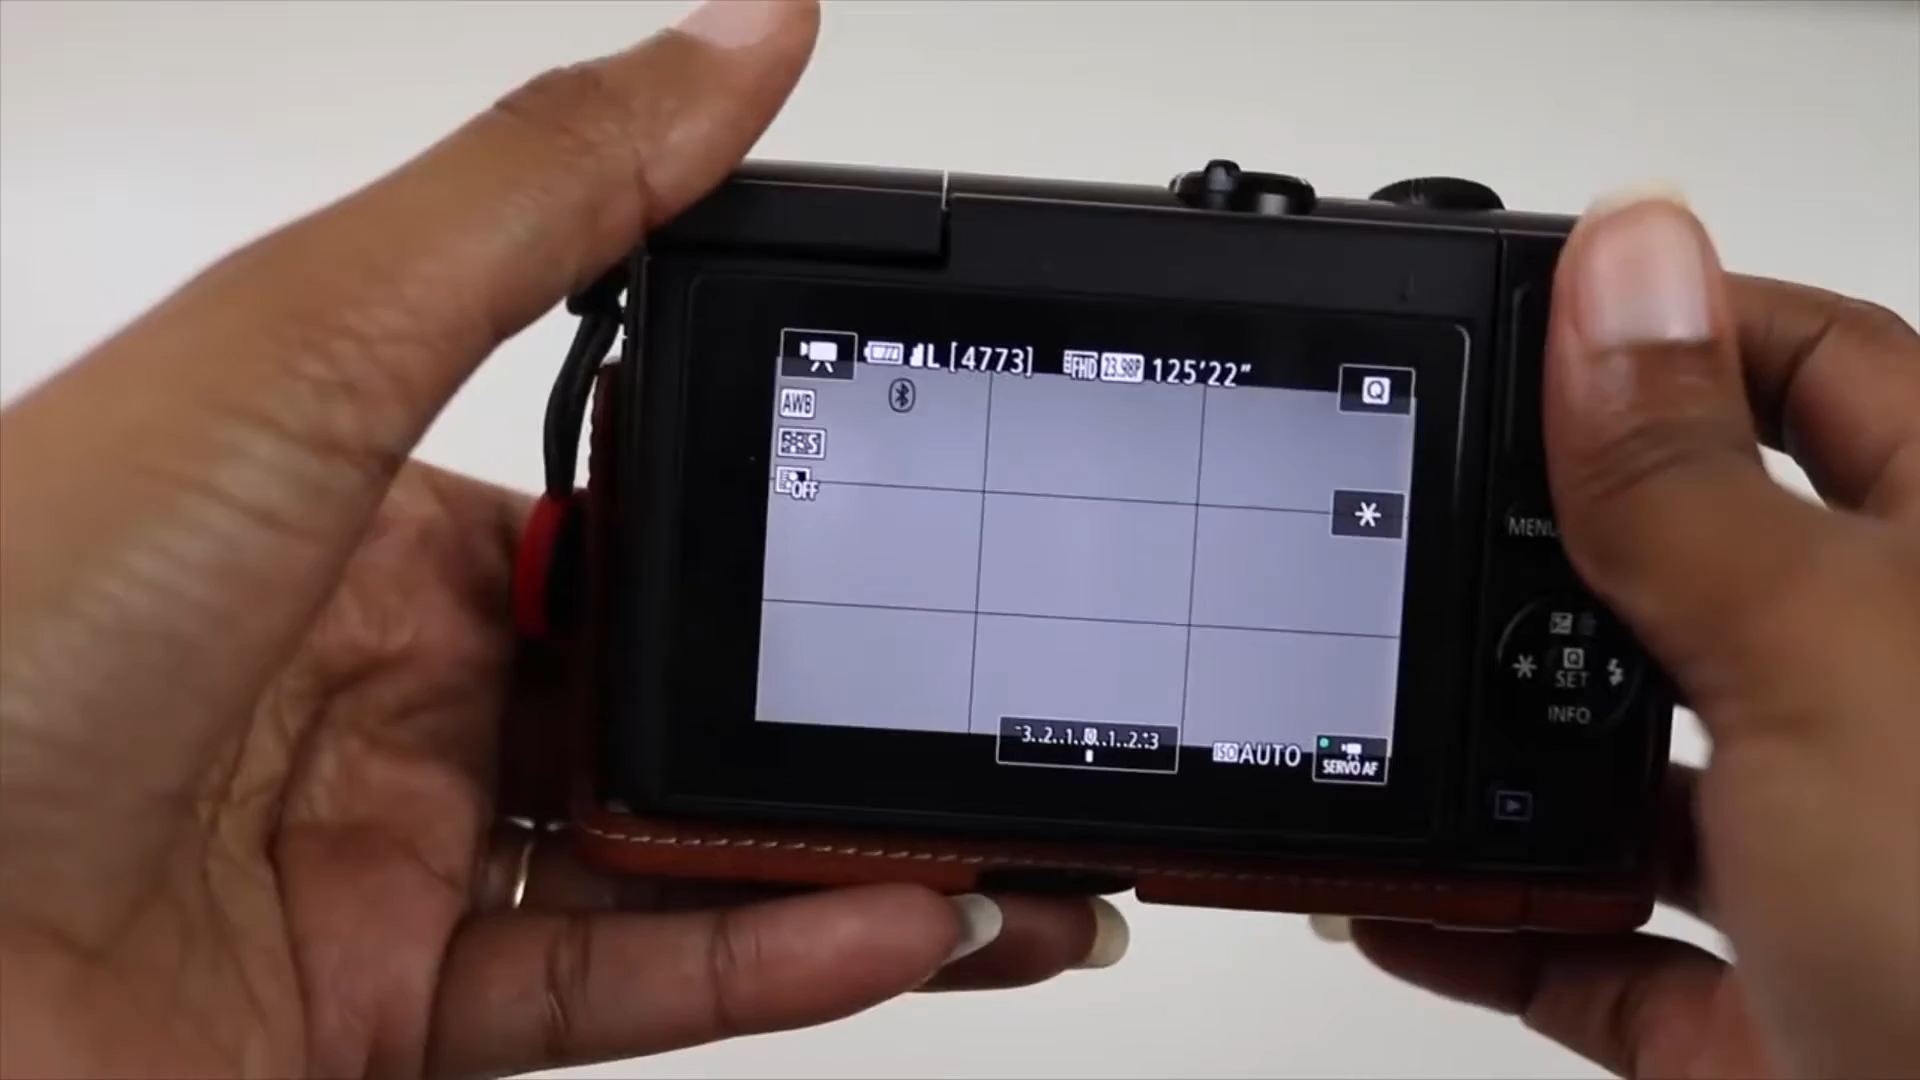 L [4773] FHD 23.98P 125'22"
Q
AWB
OFF
*
MENU
Q
SET
INFO
-3..2..1..0..1..2..+3
ISO AUTO
SERVO AF